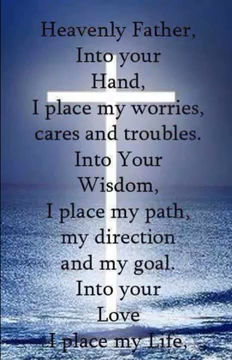 Heavenly Father,
Into your
Hand,
I place my worries,
cares and troubles.
Into Your
Wisdom,
I place my path,
my direction
and my goal.
Into your
Love
I place my Life,